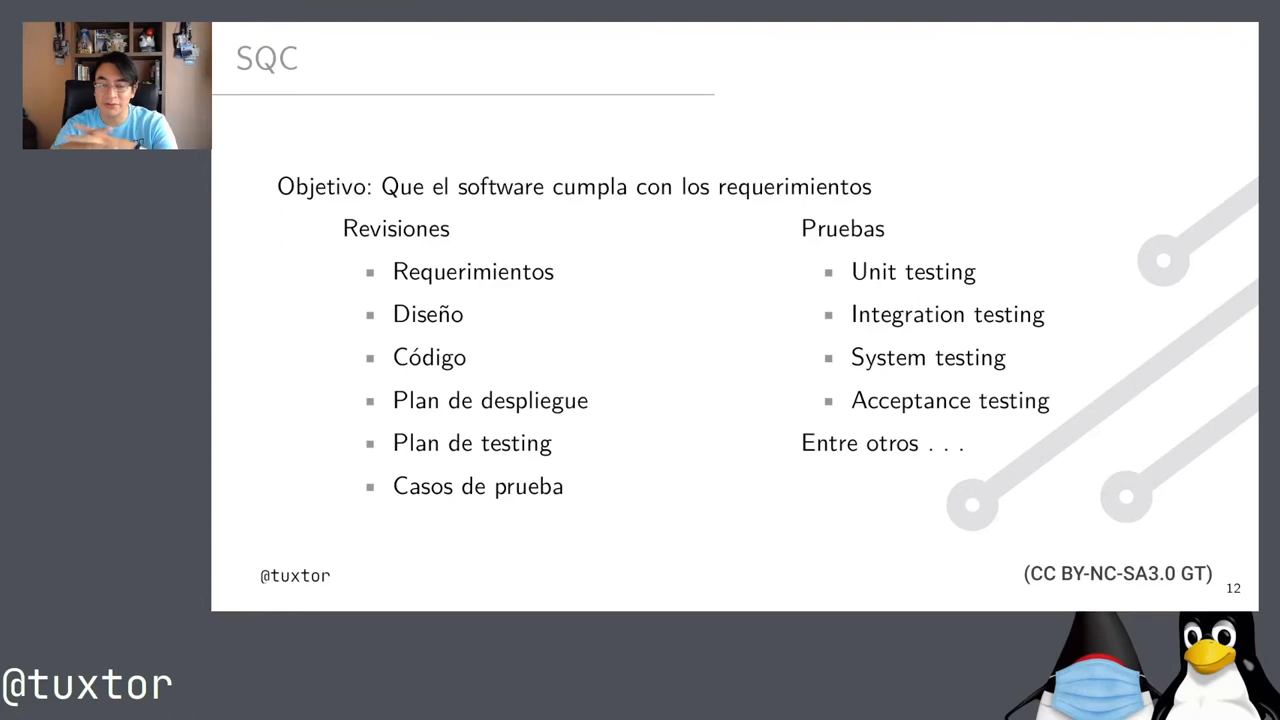 SQC
Objetivo: Que el software cumpla con los requerimientos
Revisiones
Requerimientos
Diseño
Código
Plan de despliegue
Plan de testing
Casos de prueba
Pruebas
Unit testing
Integration testing
System testing
Acceptance testing
Entre otros . . .
@tuxtor
(CC BY-NC-SA3.0 GT)
12
@tuxtor